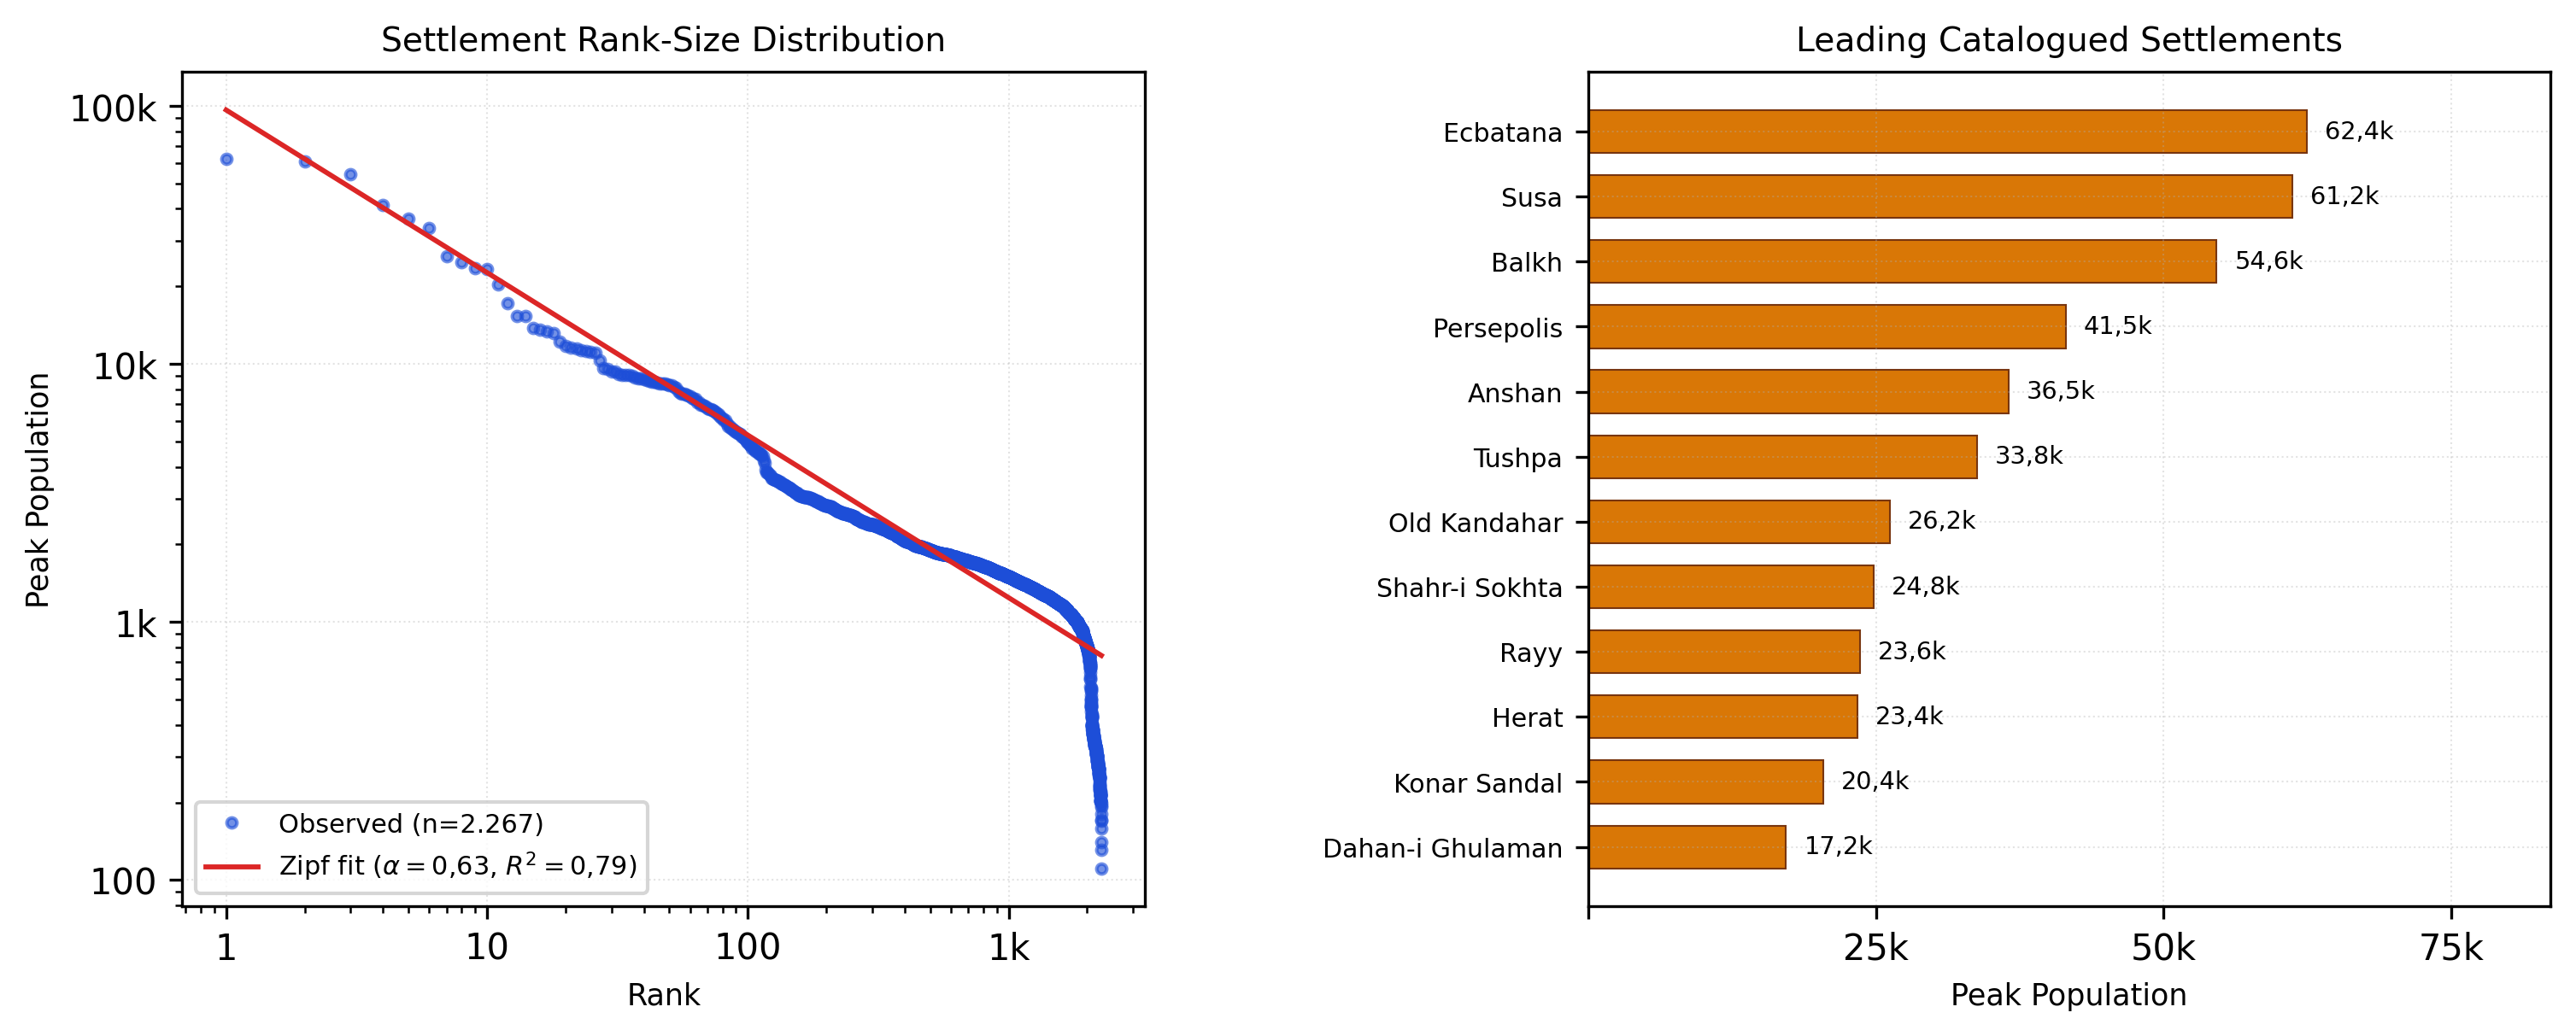 Settlement Rank-Size Distribution
Peak Population
100k
10k
1k
100
Observed (n=2.267)
Zipf fit (α = 0,63, R² = 0,79)
1
10
100
1k
Rank
Leading Catalogued Settlements
Ecbatana
62,4k
Susa
61,2k
Balkh
54,6k
Persepolis
41,5k
Anshan
36,5k
Tushpa
33,8k
Old Kandahar
26,2k
Shahr-i Sokhta
24,8k
Rayy
23,6k
Herat
23,4k
Konar Sandal
20,4k
Dahan-i Ghulaman
17,2k
25k
50k
75k
Peak Population